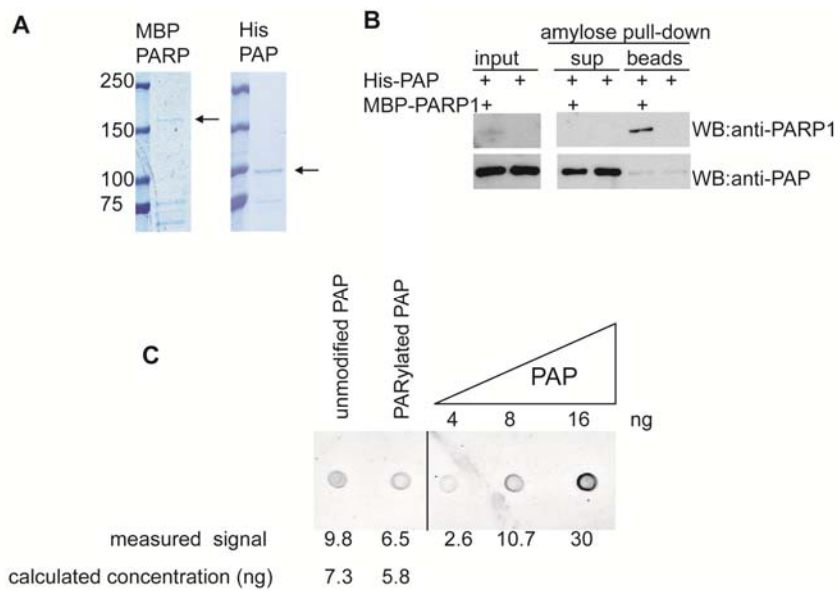 A
MBP
PARP
His
PAP
250
150
100
75
B
amylose pull-down
input
sup
beads
His-PAP + + + + + +
MBP-PARP1 + + +
WB:anti-PARP1
WB:anti-PAP
C
unmodified PAP
PARylated PAP
PAP
4 8 16 ng
measured signal 9.8 6.5 2.6 10.7 30
calculated concentration (ng) 7.3 5.8